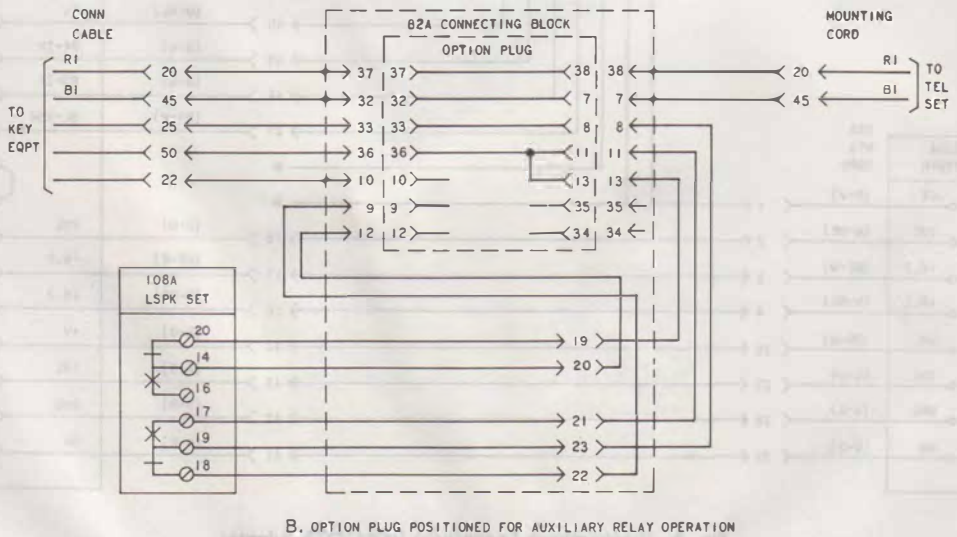 CONN
CABLE
82A CONNECTING BLOCK
OPTION PLUG
MOUNTING
CORD
R1 20 37 37 38 38 20 R1
B1 45 32 32 7 7 45 B1
TO
KEY
EQPT
TO
TEL
SET
25 33 33 8 8
50 36 36 11 11
22 10 10 13 13
9 9 35 35
12 12 34 34
108A
LSPK SET
20 19
14 20
16
17 21
19 23
18 22
B. OPTION PLUG POSITIONED FOR AUXILIARY RELAY OPERATION